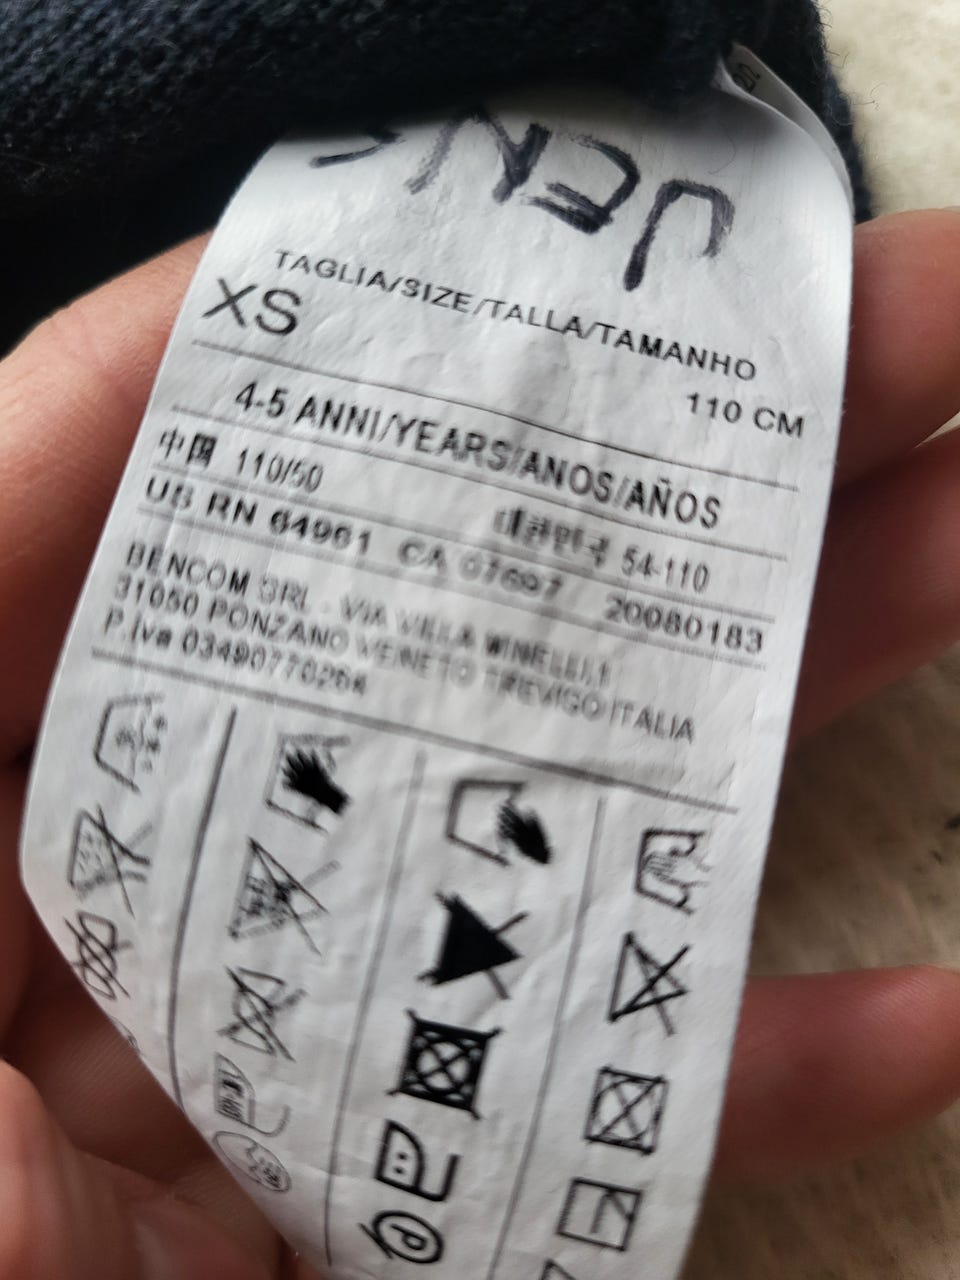 JENS
TAGLIA/SIZE/TALLA/TAMANHO
XS 110 CM
4-5 ANNI/YEARS/ANOS/AÑOS
中国 110/50 대한민국 54-110
US RN 64961 CA 07697 20080183
BENCOM SRL - VIA VILLA MINELLI,1
31050 PONZANO VENETO TREVISO ITALIA
P.Iva 03490770264